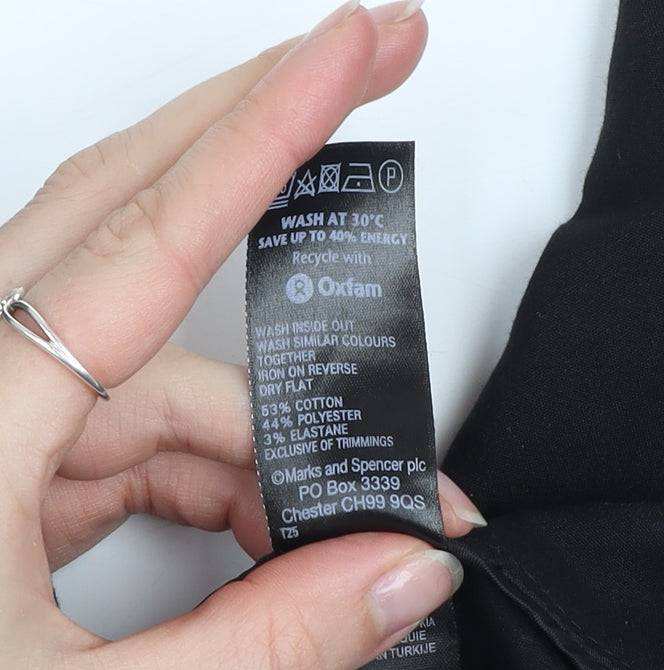 P
WASH AT 30°C
SAVE UP TO 40% ENERGY
Recycle with
Oxfam
WASH INSIDE OUT
WASH SIMILAR COLOURS
TOGETHER
IRON ON REVERSE
DRY FLAT
53% COTTON
44% POLYESTER
3% ELASTANE
EXCLUSIVE OF TRIMMINGS
©Marks and Spencer plc
PO Box 3339
Chester CH99 9QS
T25
TURKIJE